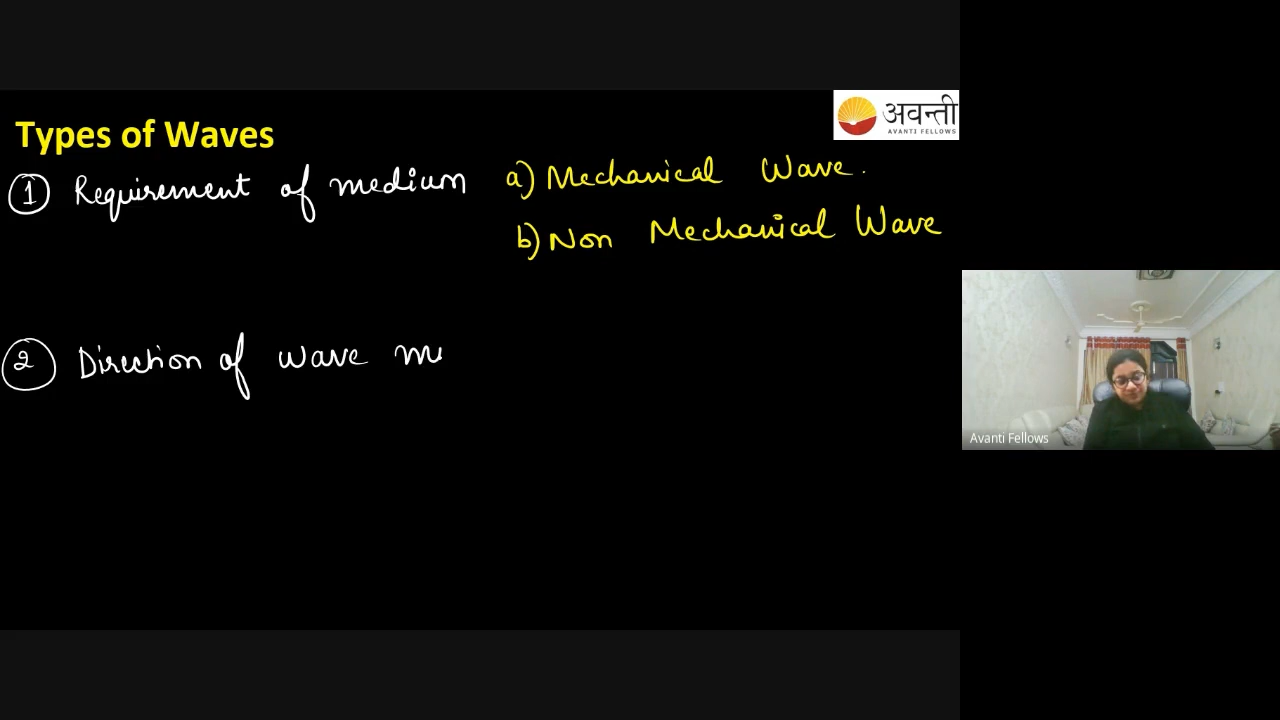 अवन्ती
AVANTI FELLOWS
Types of Waves
1 Requirement of medium a) Mechanical Wave.
b) Non Mechanical Wave
2 Direction of wave m
Avanti Fellows